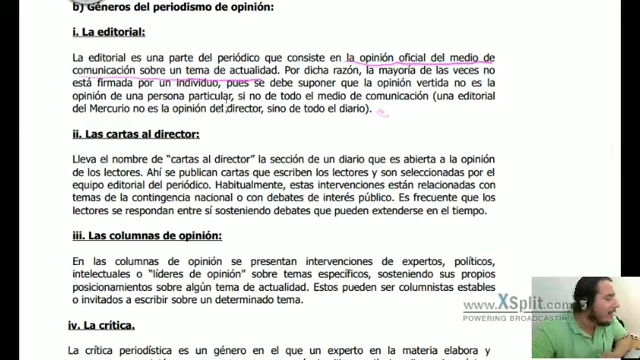 b) Géneros del periodismo de opinión:
i. La editorial:
La editorial es una parte del periódico que consiste en la opinión oficial del medio de
comunicación sobre un tema de actualidad. Por dicha razón, la mayoría de las veces no
está firmada por un individuo, pues se debe suponer que la opinión vertida no es la
opinión de una persona particular, si no de todo el medio de comunicación (una editorial
del Mercurio no es la opinión del director, sino de todo el diario).
ii. Las cartas al director:
Lleva el nombre de “cartas al director” la sección de un diario que es abierta a la opinión
de los lectores. Ahí se publican cartas que escriben los lectores y son seleccionadas por el
equipo editorial del periódico. Habitualmente, estas intervenciones están relacionadas con
temas de la contingencia nacional o con debates de interés público. Es frecuente que los
lectores se respondan entre sí sosteniendo debates que pueden extenderse en el tiempo.
iii. Las columnas de opinión:
En las columnas de opinión se presentan intervenciones de expertos, políticos,
intelectuales o “líderes de opinión” sobre temas específicos, sosteniendo sus propios
posicionamientos sobre algún tema de actualidad. Estos pueden ser columnistas estables
o invitados a escribir sobre un determinado tema.
www.XSplit.com
POWERING BROADCASTING
iv. La crítica.
La crítica periodística es un género en el que un experto en la materia elabora y